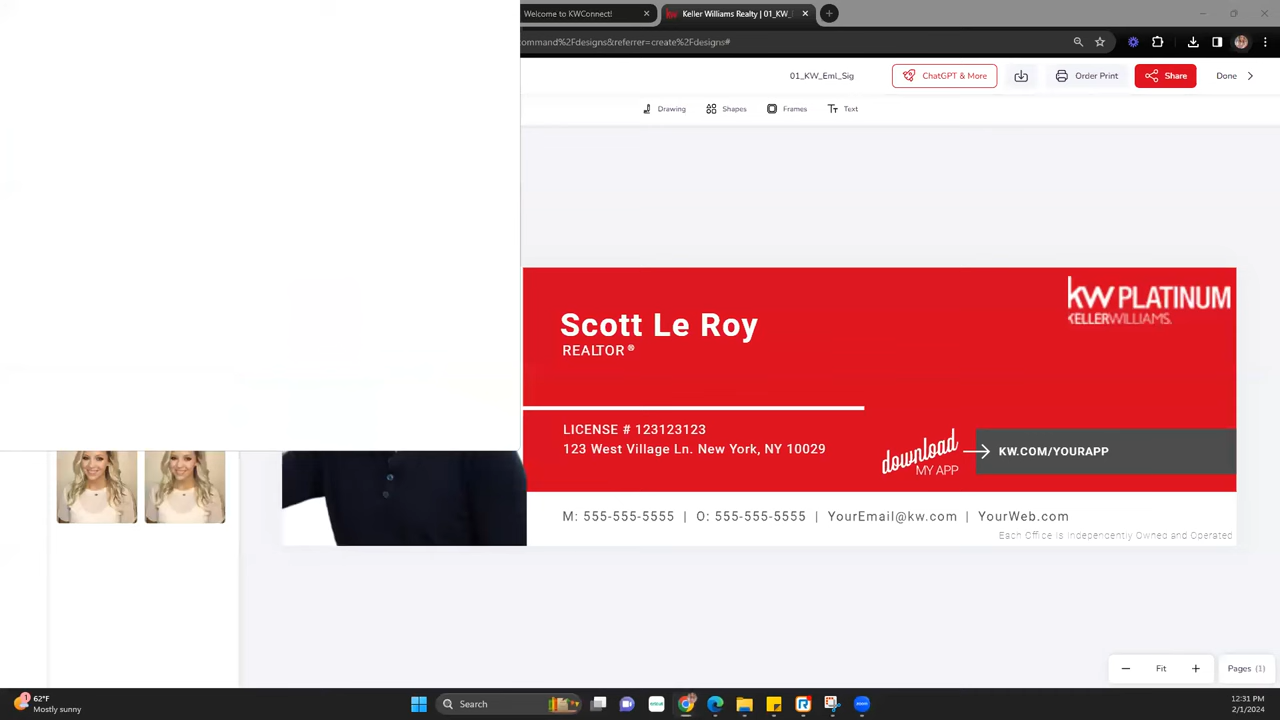 Welcome to KWConnect!
Keller Williams Realty | 01_KW_
command%2Fdesigns&referrer=create%2Fdesigns#
01_KW_Eml_Sig
ChatGPT & More
Order Print
Share
Done
Drawing
Shapes
Frames
Text
kw PLATINUM
KELLERWILLIAMS.
Scott Le Roy
REALTOR®
LICENSE # 123123123
123 West Village Ln. New York, NY 10029
download
MY APP
KW.COM/YOURAPP
M: 555-555-5555 | O: 555-555-5555 | YourEmail@kw.com | YourWeb.com
Each Office is Independently Owned and Operated
Fit
Pages (1)
62°F
Mostly sunny
Search
12:31 PM
2/1/2024